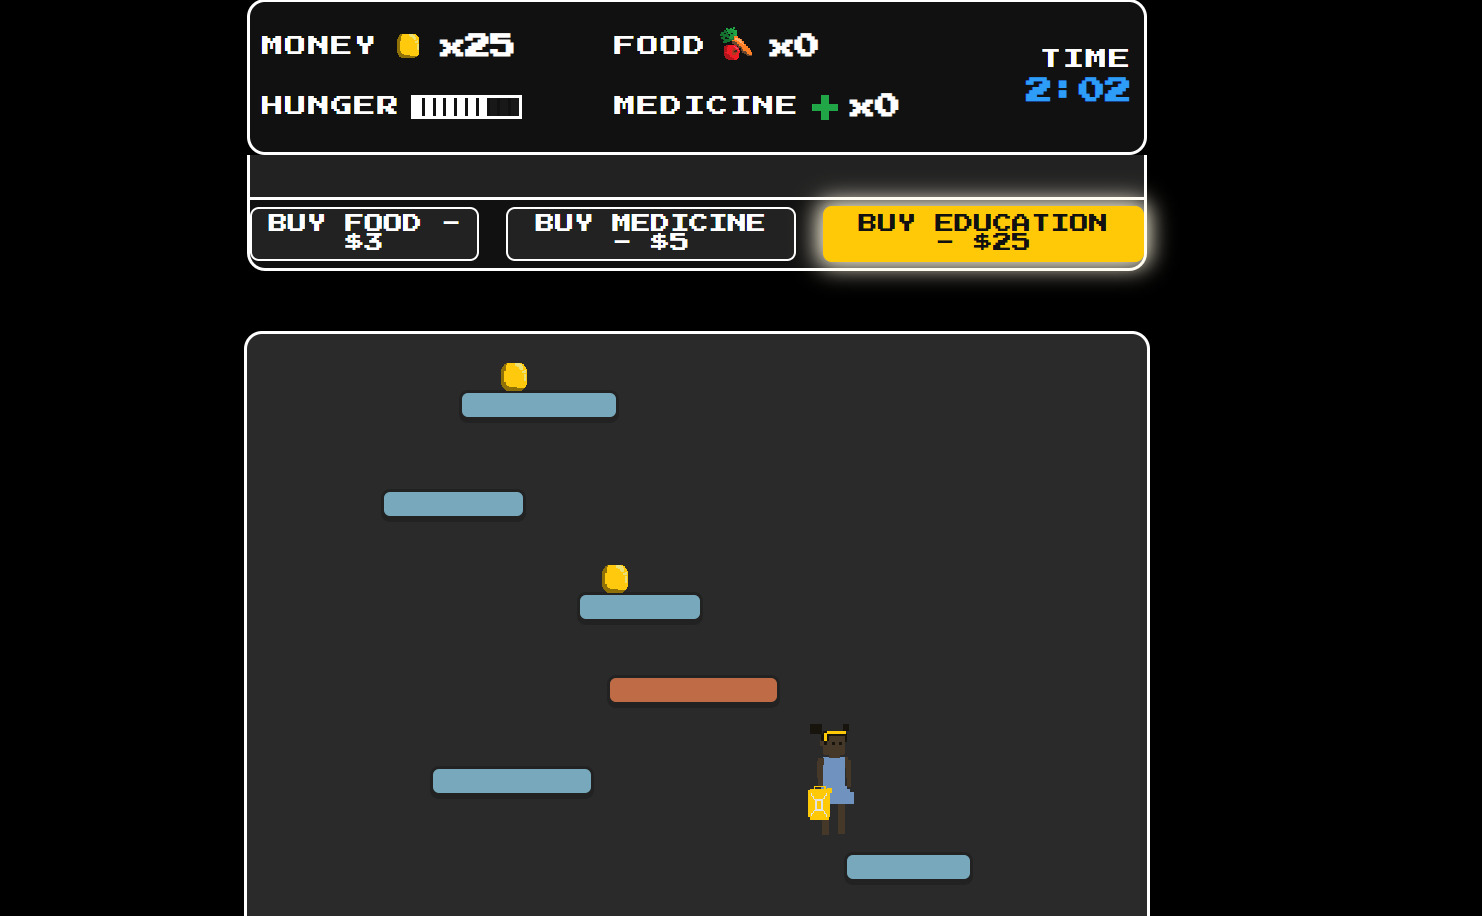 MONEY x25
FOOD x0
TIME
2:02
HUNGER
MEDICINE x0
BUY FOOD -
$3
BUY MEDICINE
- $5
BUY EDUCATION
- $25